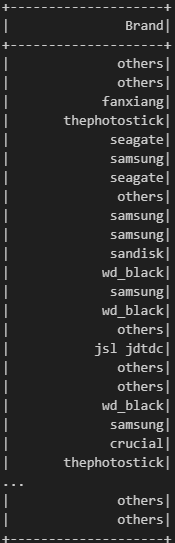 +--------------------+
|               Brand|
+--------------------+
|              others|
|              others|
|            fanxiang|
|       thephotostick|
|             seagate|
|             samsung|
|             seagate|
|              others|
|             samsung|
|             samsung|
|             sandisk|
|            wd_black|
|             samsung|
|            wd_black|
|              others|
|           jsl jdtdc|
|              others|
|              others|
|            wd_black|
|             samsung|
|             crucial|
|       thephotostick|
...
|              others|
|              others|
+--------------------+